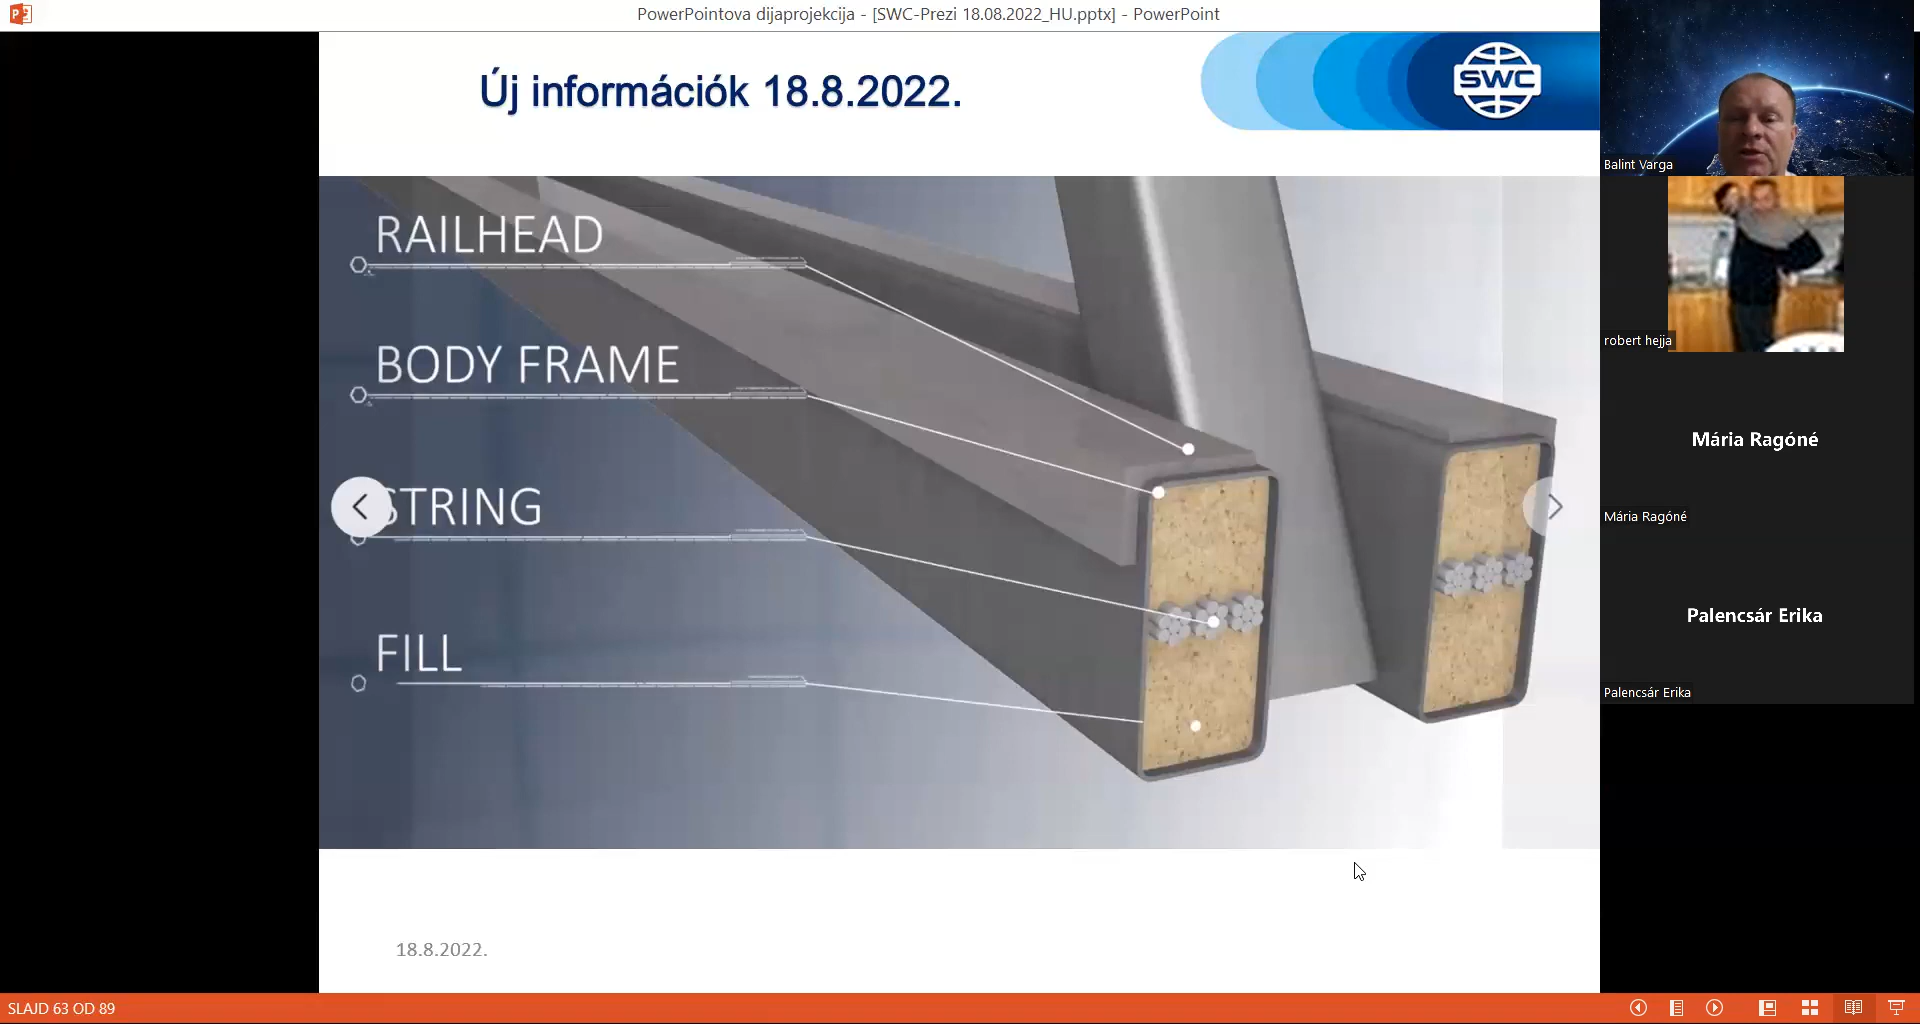 PowerPointova dijaprojekcija - [SWC-Prezi 18.08.2022_HU.pptx] - PowerPoint
Új információk 18.8.2022.
SWC
RAILHEAD
BODY FRAME
STRING
FILL
18.8.2022.
SLAJD 63 OD 89
Balint Varga
robert hejja
Mária Ragóné
Mária Ragóné
Palencsár Erika
Palencsár Erika